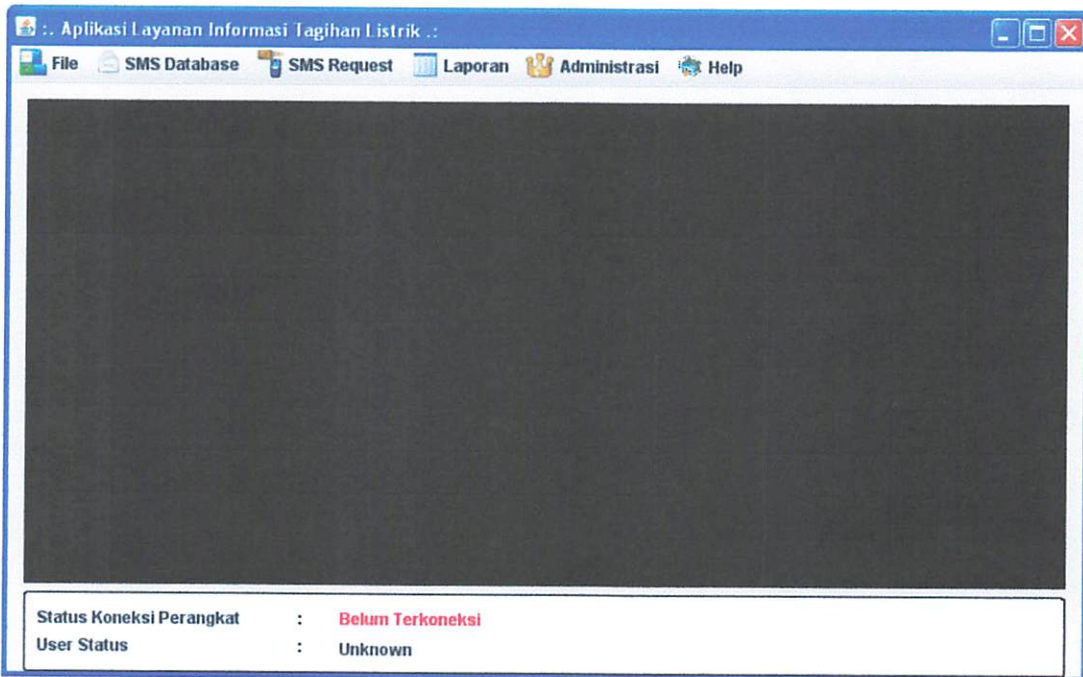 :. Aplikasi Layanan Informasi Tagihan Listrik .:
File SMS Database SMS Request Laporan Administrasi Help
Status Koneksi Perangkat : Belum Terkoneksi
User Status : Unknown